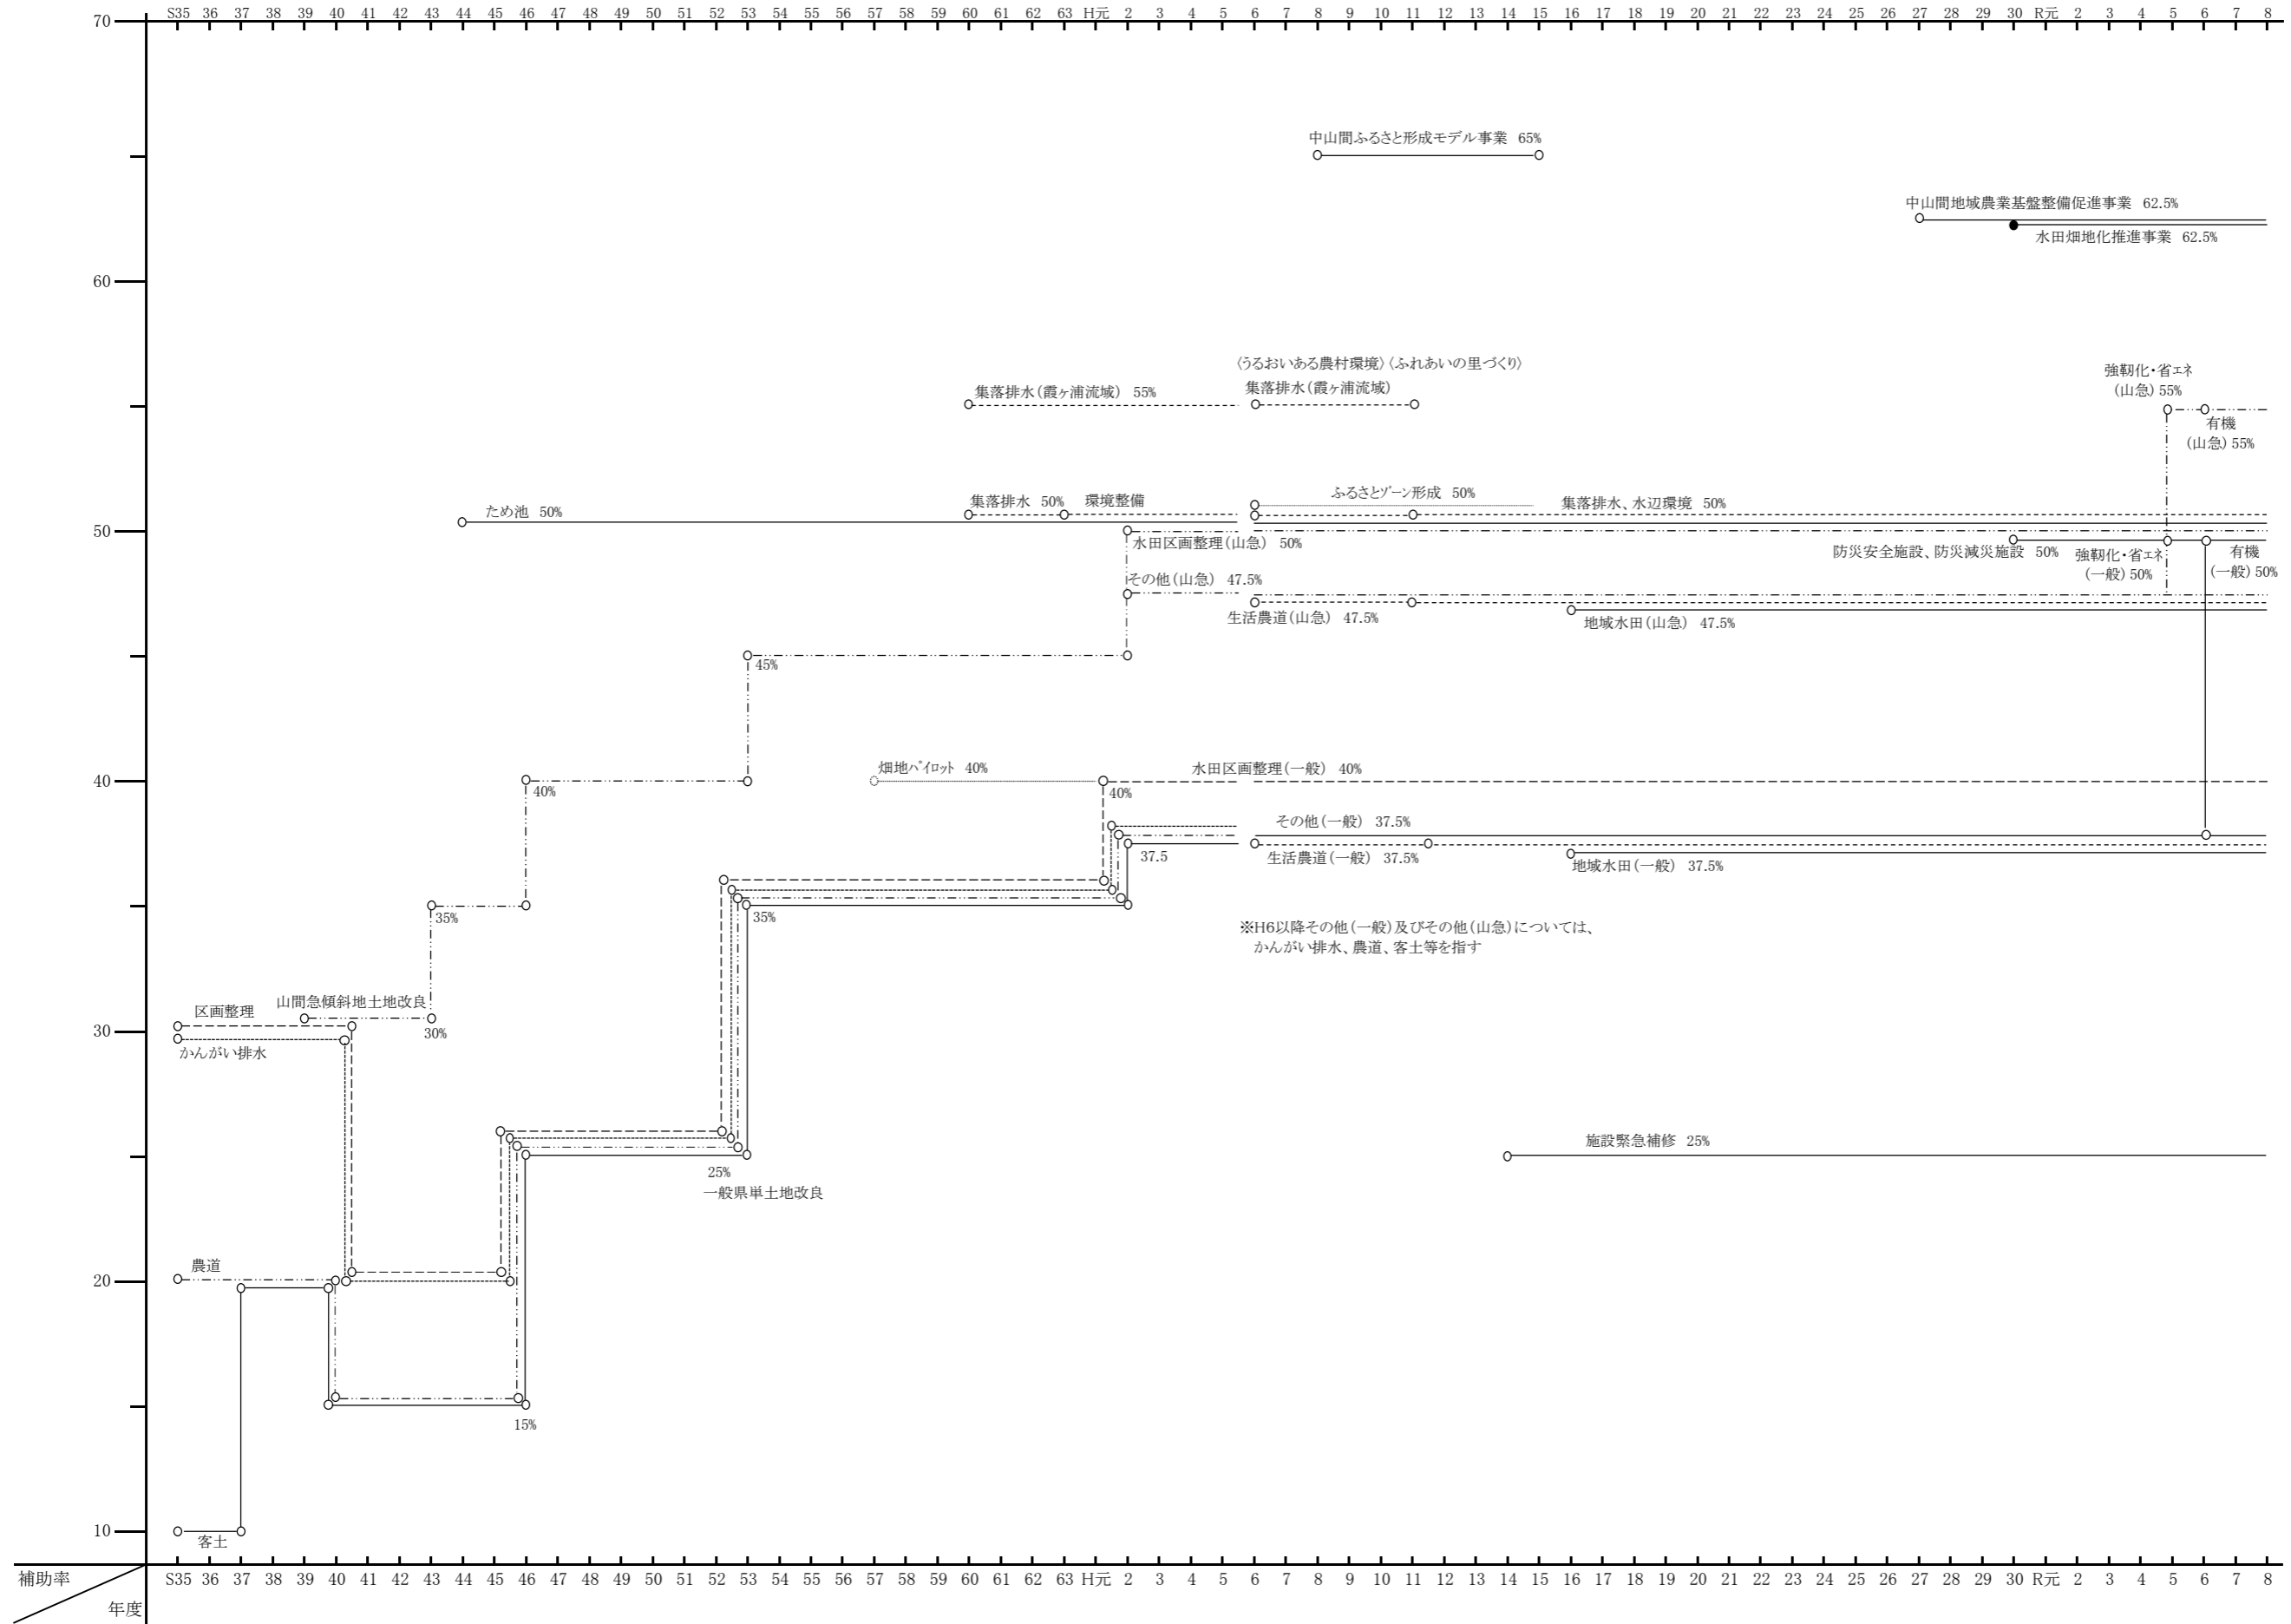 S35 36 37 38 39 40 41 42 43 44 45 46 47 48 49 50 51 52 53 54 55 56 57 58 59 60 61 62 63 H元 2 3 4 5 6 7 8 9 10 11 12 13 14 15 16 17 18 19 20 21 22 23 24 25 26 27 28 29 30 R元 2 3 4 5 6 7 8
70
中山間ふるさと形成モデル事業 65%
中山間地域農業基盤整備促進事業 62.5%
水田畑地化推進事業 62.5%
60
〈うるおいある農村環境〉〈ふれあいの里づくり〉
集落排水(霞ヶ浦流域) 55%
集落排水(霞ヶ浦流域)
強靭化・省エネ
(山急) 55%
有機
(山急) 55%
ため池 50%
集落排水 50%
環境整備
ふるさとゾーン形成 50%
集落排水、水辺環境 50%
50
水田区画整理(山急) 50%
防災安全施設、防災減災施設 50%
強靭化・省エネ
(一般) 50%
有機
(一般) 50%
その他(山急) 47.5%
生活農道(山急) 47.5%
地域水田(山急) 47.5%
45%
40
40%
畑地パイロット 40%
40%
水田区画整理(一般) 40%
その他(一般) 37.5%
37.5
生活農道(一般) 37.5%
地域水田(一般) 37.5%
35%
35%
※H6以降その他(一般)及びその他(山急)については、
かんがい排水、農道、客土等を指す
区画整理
山間急傾斜地土地改良
30
30%
かんがい排水
施設緊急補修 25%
25%
一般県単土地改良
農道
20
15%
10
客土
補助率
年度
S35 36 37 38 39 40 41 42 43 44 45 46 47 48 49 50 51 52 53 54 55 56 57 58 59 60 61 62 63 H元 2 3 4 5 6 7 8 9 10 11 12 13 14 15 16 17 18 19 20 21 22 23 24 25 26 27 28 29 30 R元 2 3 4 5 6 7 8